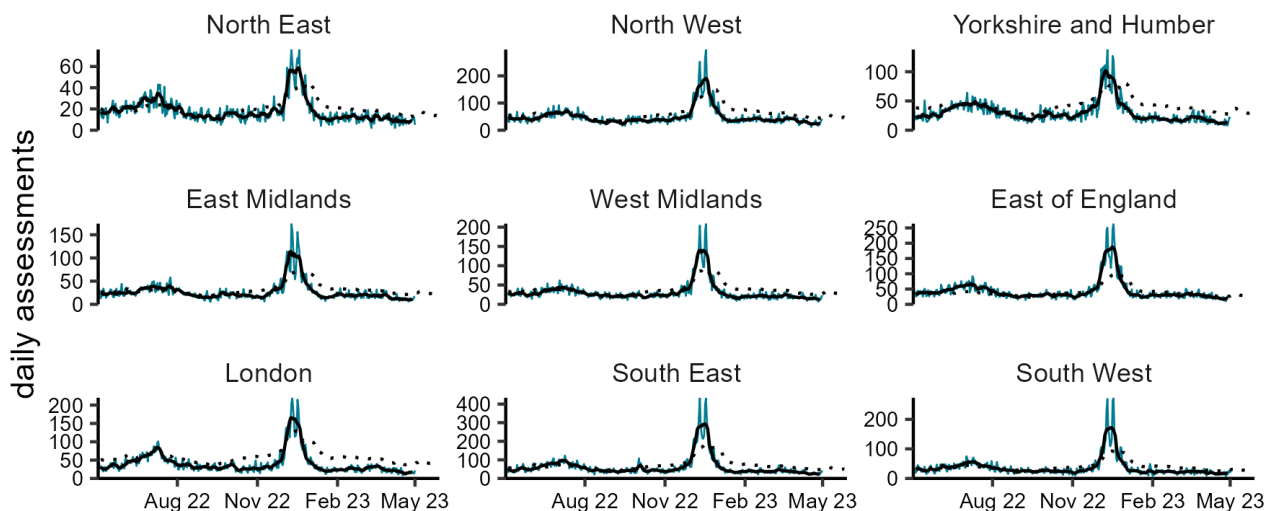 North East
North West
Yorkshire and Humber
60
40
20
0
200
100
0
100
50
0
daily assessments
East Midlands
West Midlands
East of England
150
100
50
0
200
150
100
50
0
250
200
150
100
50
0
London
South East
South West
200
150
100
50
0
400
300
200
100
0
200
100
0
Aug 22 Nov 22 Feb 23 May 23
Aug 22 Nov 22 Feb 23 May 23
Aug 22 Nov 22 Feb 23 May 23